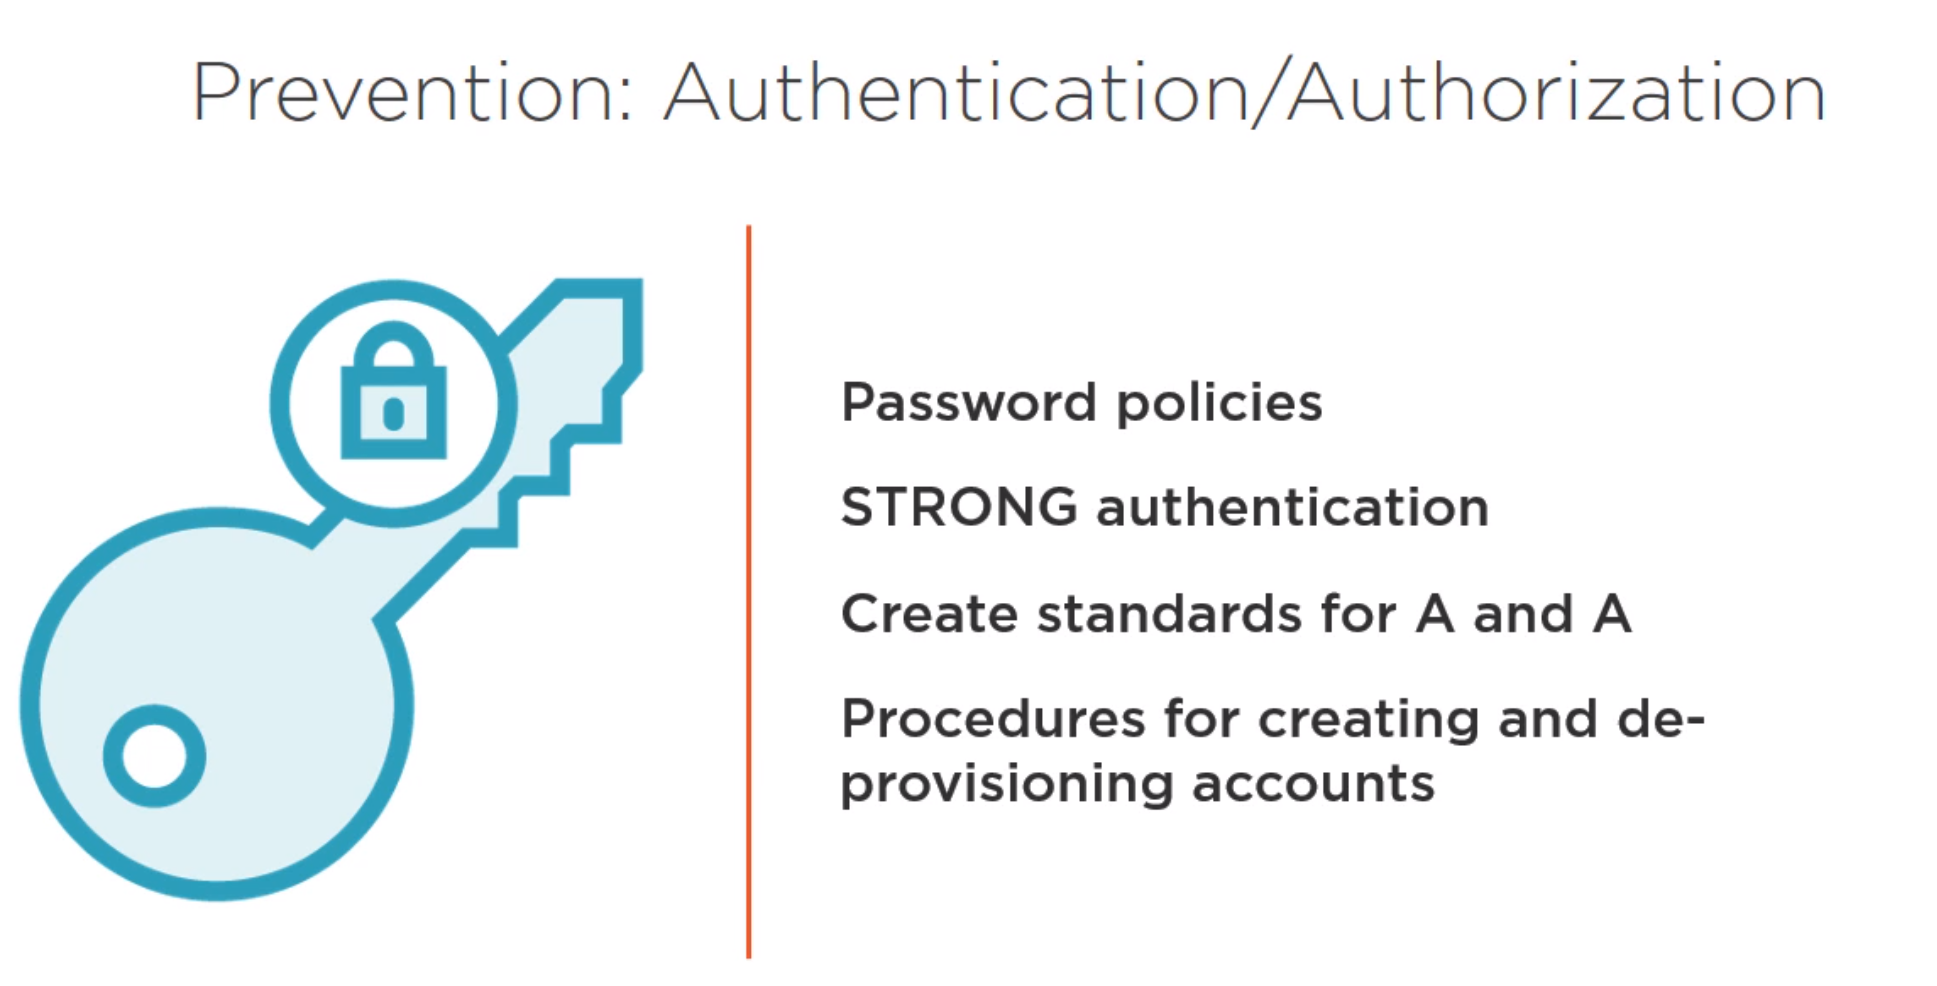 Prevention: Authentication/Authorization
Password policies
STRONG authentication
Create standards for A and A
Procedures for creating and de-
provisioning accounts